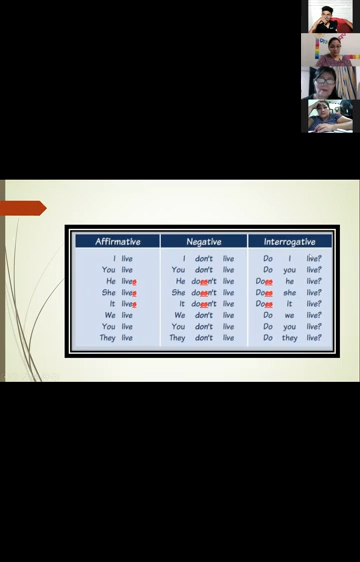 Affirmative Negative Interrogative
I live I don't live Do I live?
You live You don't live Do you live?
He lives He doesn't live Does he live?
She lives She doesn't live Does she live?
It lives It doesn't live Does it live?
We live We don't live Do we live?
You live You don't live Do you live?
They live They don't live Do they live?